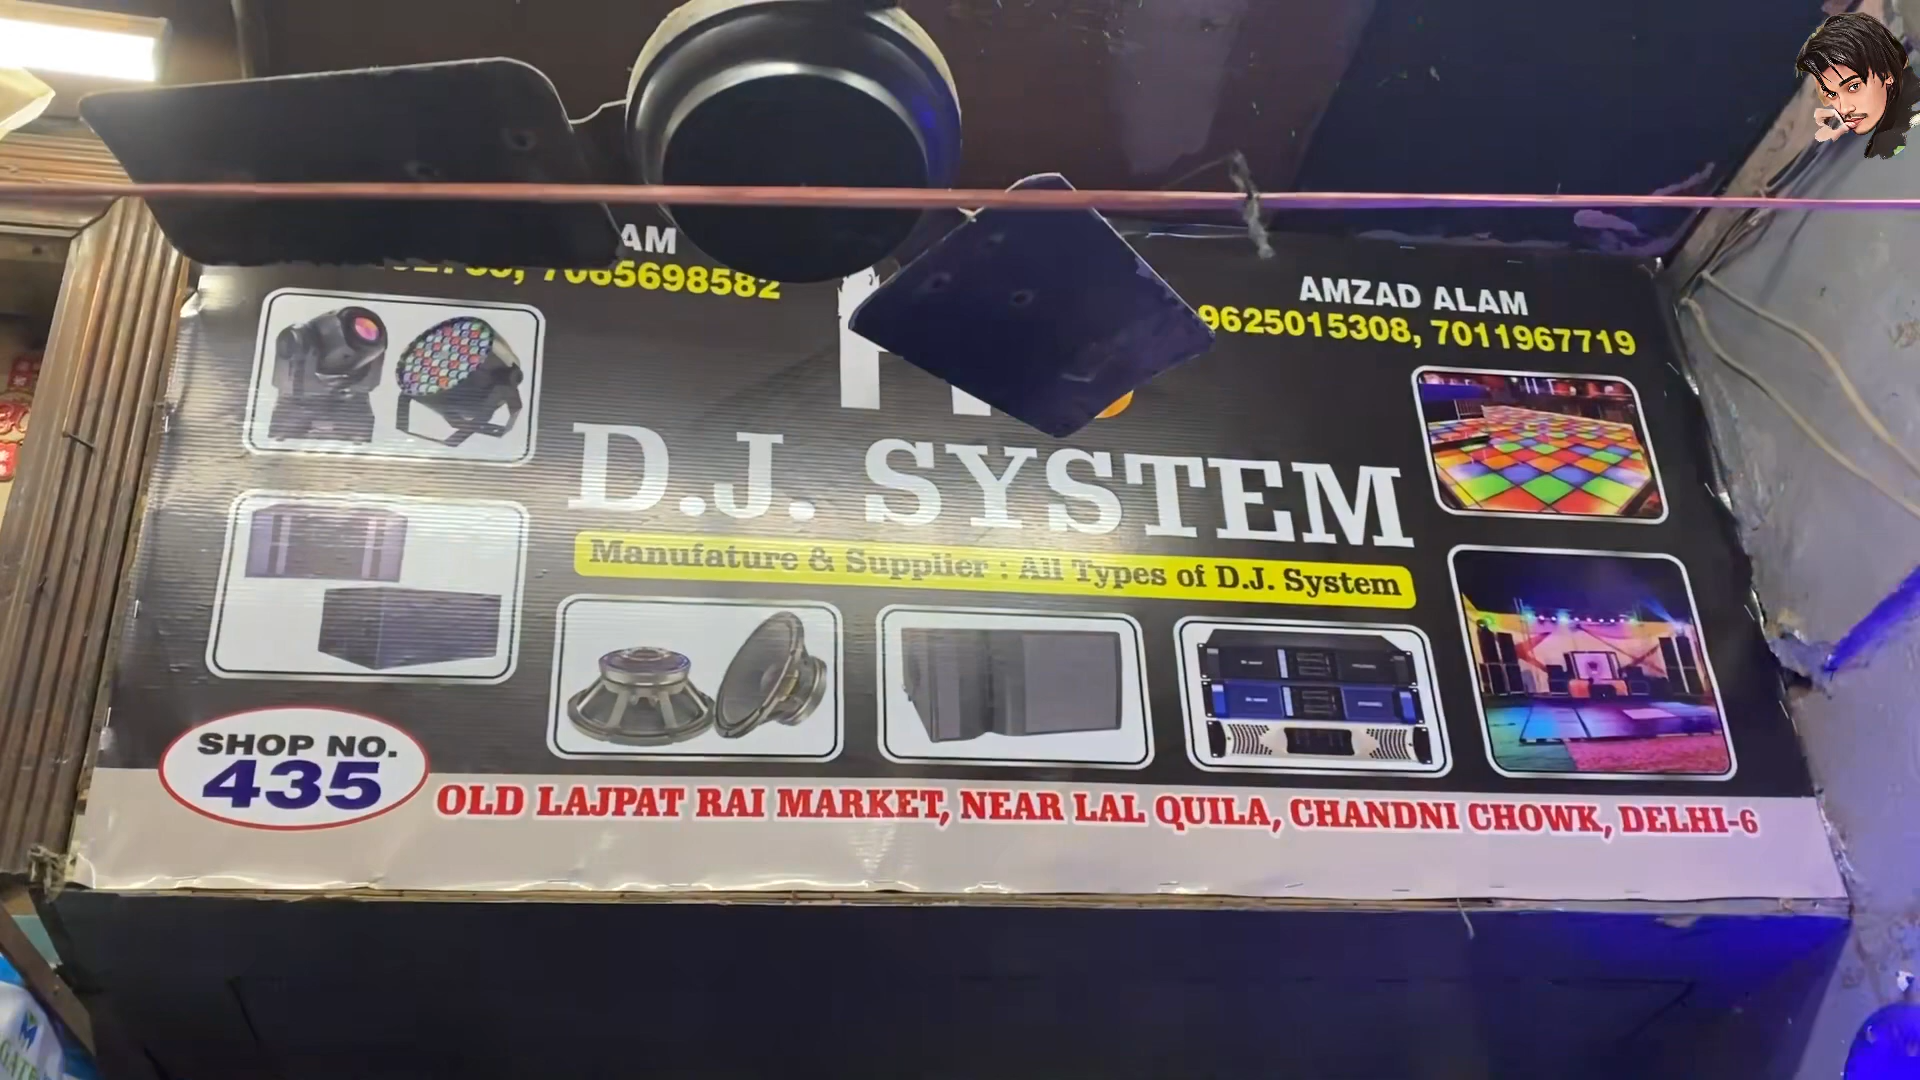 AM
7065698582
AMZAD ALAM
9625015308, 7011967719
D.J. SYSTEM
Manufature & Supplier : All Types of D.J. System
SHOP NO.
435
OLD LAJPAT RAI MARKET, NEAR LAL QUILA, CHANDNI CHOWK, DELHI-6